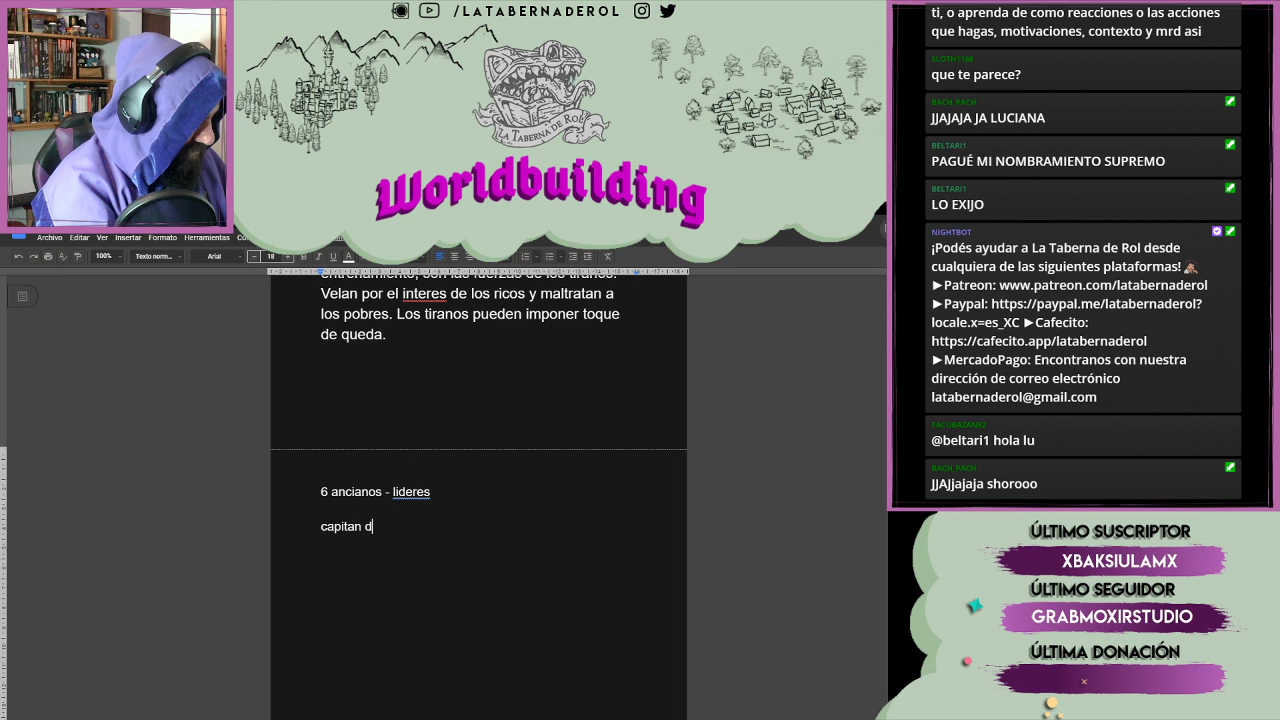 /LATABERNADEROL
LA TABERNA DE ROL
Worldbuilding
Archivo Editar Ver Insertar Formato Herramientas
100% Texto norm... Arial 18
Velan por el interes de los ricos y maltratan a
los pobres. Los tiranos pueden imponer toque
de queda.
6 ancianos - lideres
capitan d
ti, o aprenda de como reacciones o las acciones
que hagas, motivaciones, contexto y mrd asi
SLOTH1168
que te parece?
BACH_PACH
JJAJAJA JA LUCIANA
BELTARI1
PAGUÉ MI NOMBRAMIENTO SUPREMO
BELTARI1
LO EXIJO
NIGHTBOT
¡Podés ayudar a La Taberna de Rol desde
cualquiera de las siguientes plataformas!
►Patreon: www.patreon.com/latabernaderol
►Paypal: https://paypal.me/latabernaderol?
locale.x=es_XC ►Cafecito:
https://cafecito.app/latabernaderol
►MercadoPago: Encontranos con nuestra
dirección de correo electrónico
latabernaderol@gmail.com
FACUBAZAN82
@beltari1 hola lu
BACH_PACH
JJAJjajaja shorooo
ÚLTIMO SUSCRIPTOR
XBAKSIULAMX
ÚLTIMO SEGUIDOR
GRABMOXIRSTUDIO
ÚLTIMA DONACIÓN